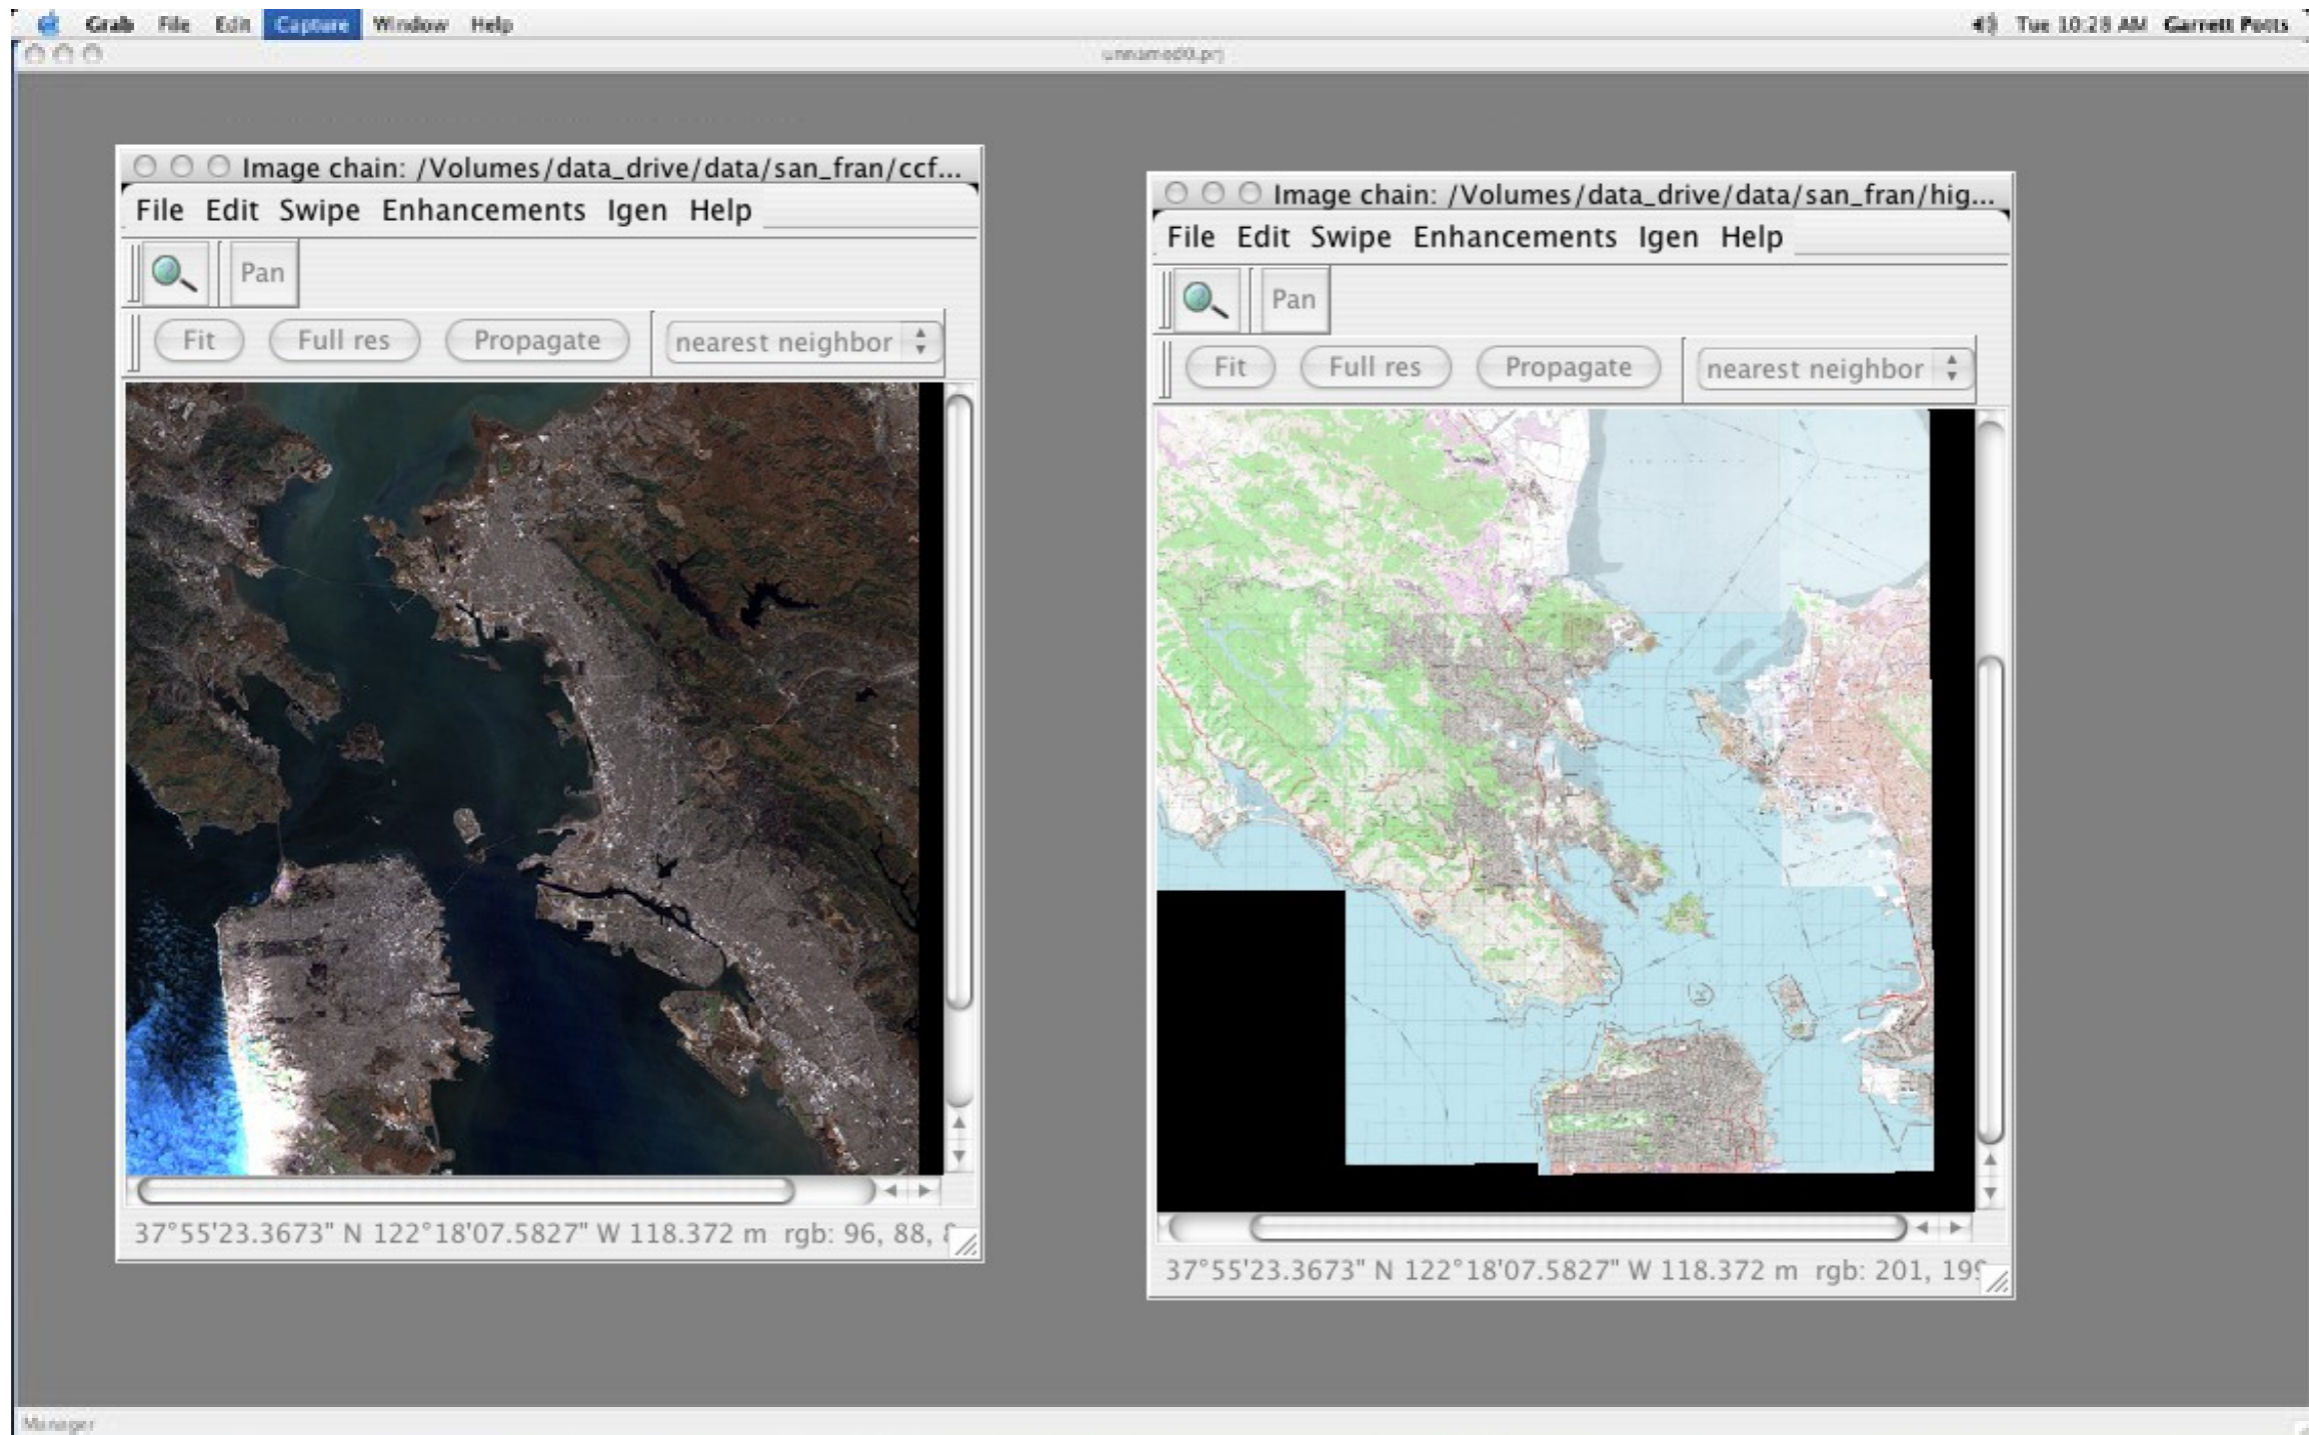 Grab File Edit Capture Window Help
Tue 10:28 AM Garrett Potts
unnamed0.prj
Image chain: /Volumes/data_drive/data/san_fran/ccf...
File Edit Swipe Enhancements Igen Help
Pan
Fit Full res Propagate nearest neighbor
37°55'23.3673" N 122°18'07.5827" W 118.372 m rgb: 96, 88,
Image chain: /Volumes/data_drive/data/san_fran/hig...
File Edit Swipe Enhancements Igen Help
Pan
Fit Full res Propagate nearest neighbor
37°55'23.3673" N 122°18'07.5827" W 118.372 m rgb: 201, 199
Manager